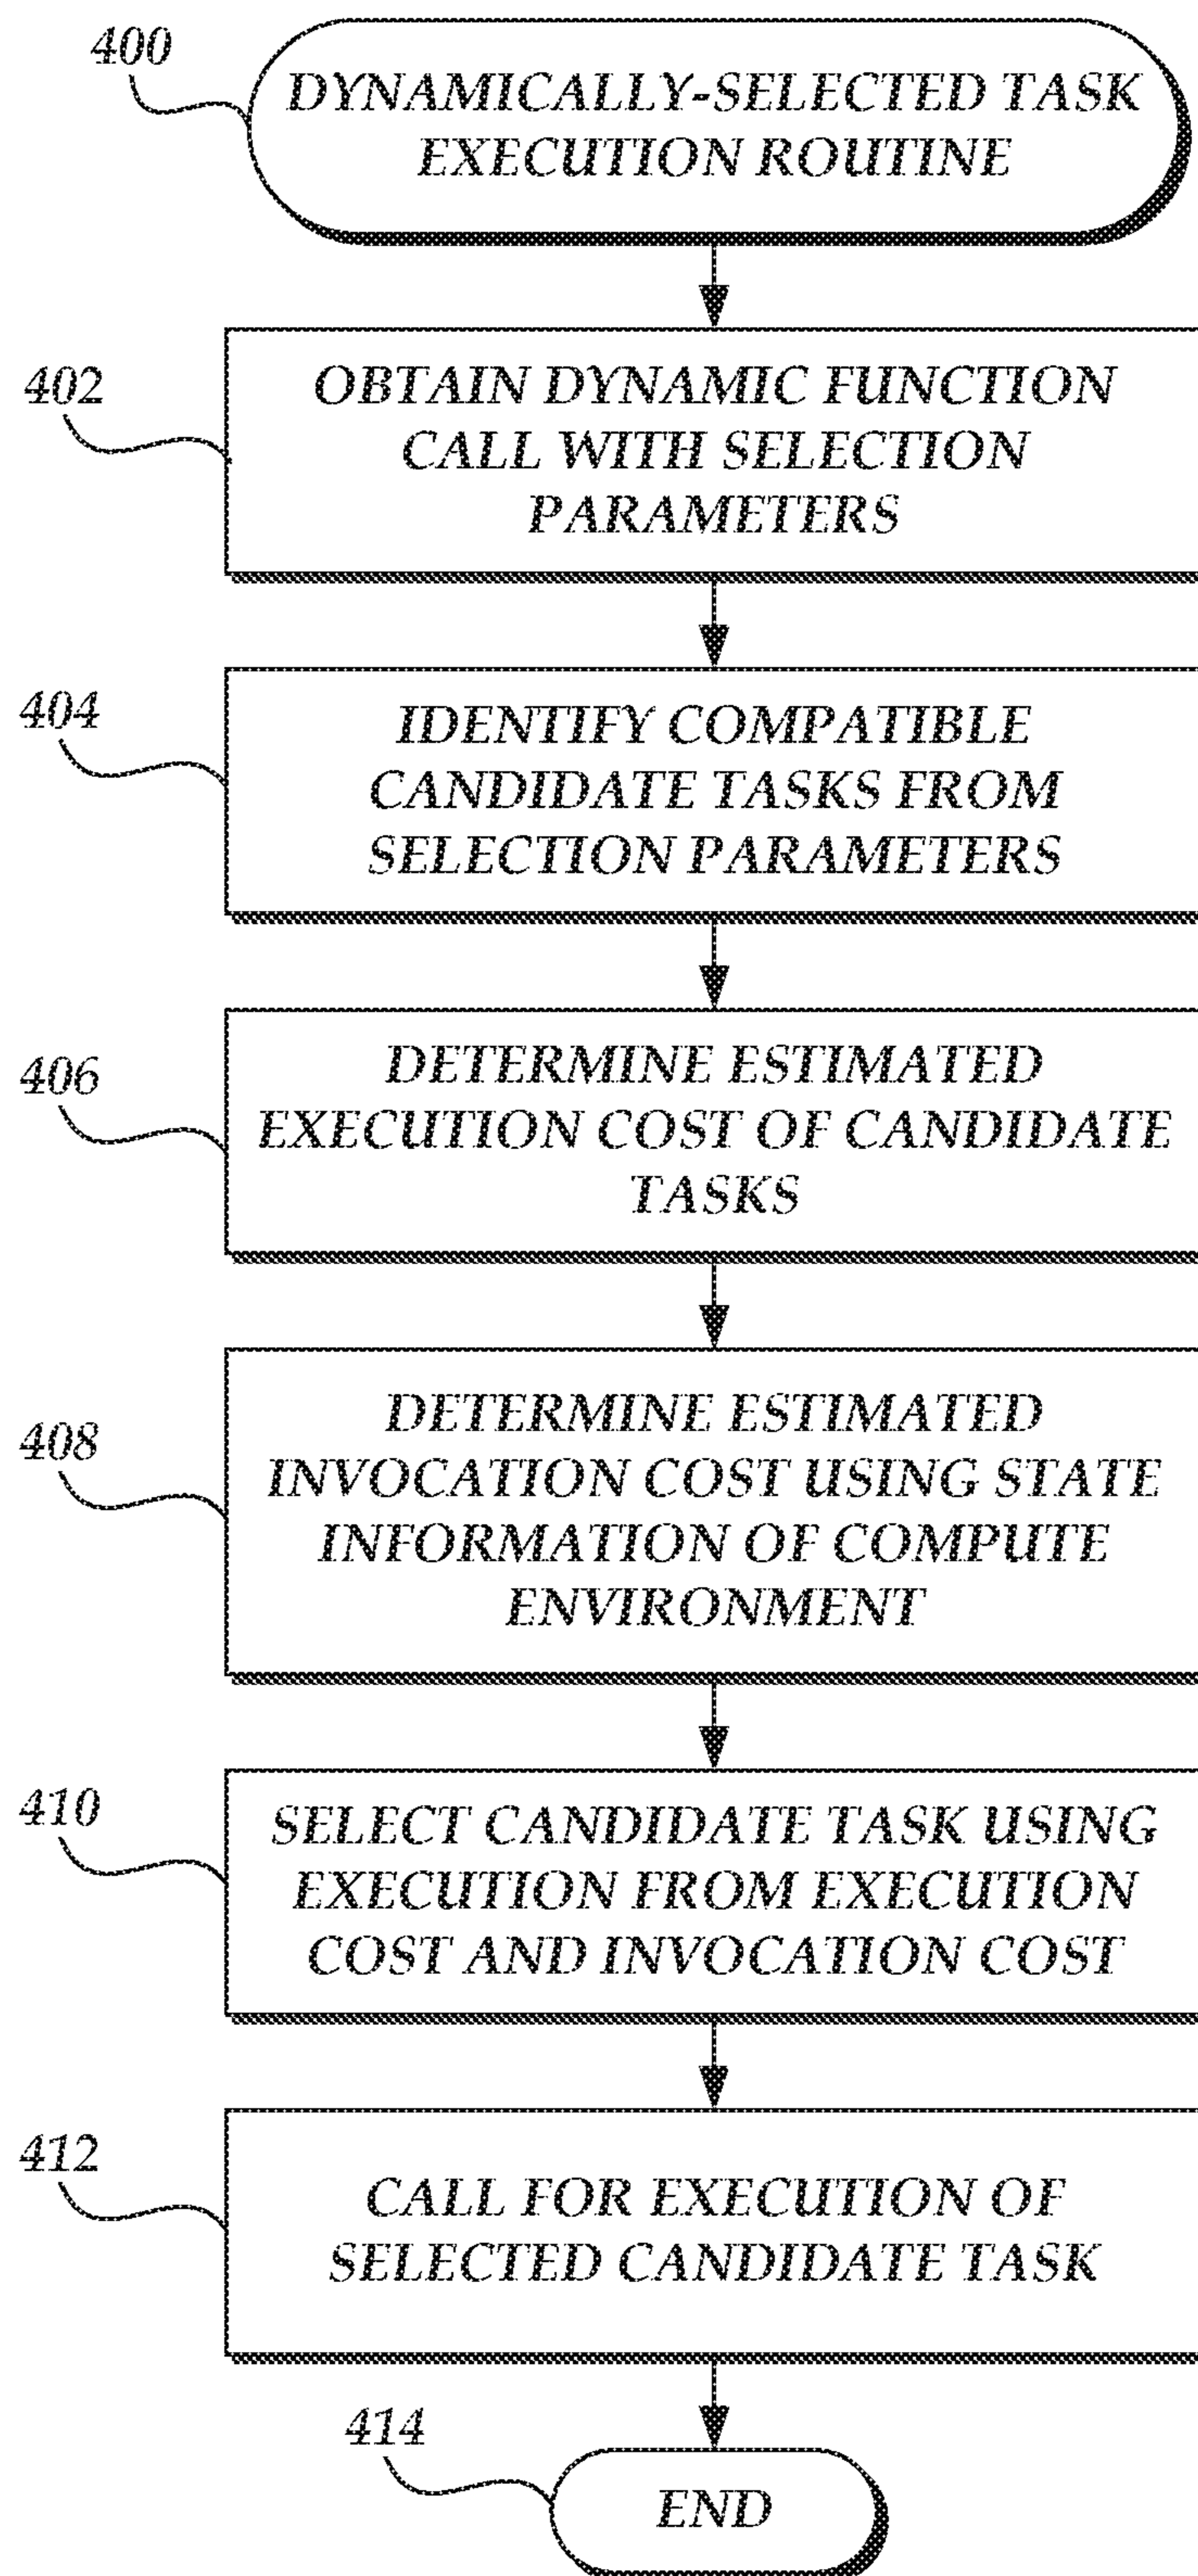 400
DYNAMICALLY-SELECTED TASK
EXECUTION ROUTINE
402
OBTAIN DYNAMIC FUNCTION
CALL WITH SELECTION
PARAMETERS
404
IDENTIFY COMPATIBLE
CANDIDATE TASKS FROM
SELECTION PARAMETERS
406
DETERMINE ESTIMATED
EXECUTION COST OF CANDIDATE
TASKS
408
DETERMINE ESTIMATED
INVOCATION COST USING STATE
INFORMATION OF COMPUTE
ENVIRONMENT
410
SELECT CANDIDATE TASK USING
EXECUTION FROM EXECUTION
COST AND INVOCATION COST
412
CALL FOR EXECUTION OF
SELECTED CANDIDATE TASK
414
END